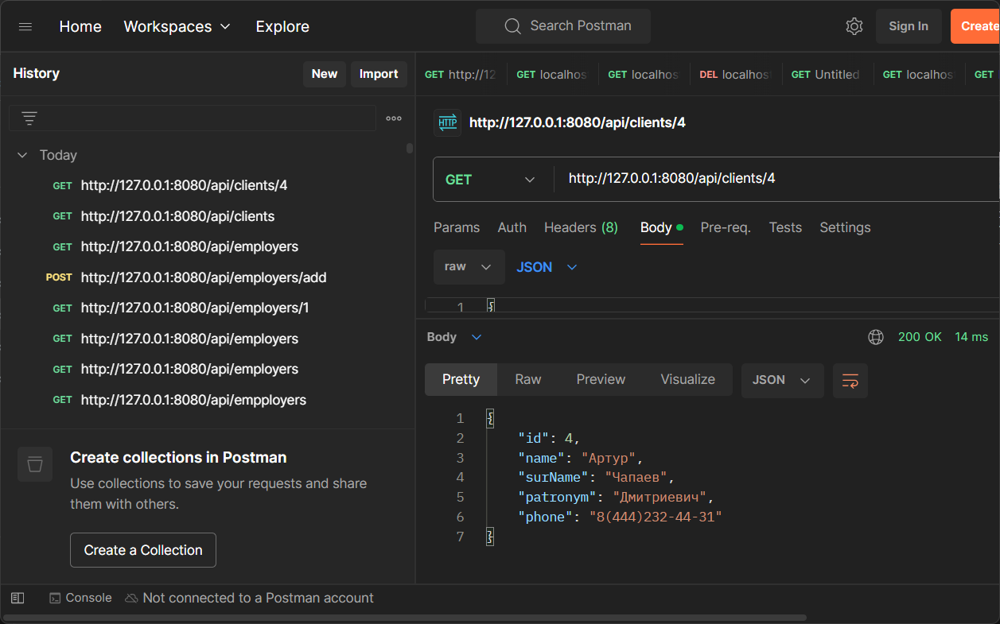 Home Workspaces Explore Search Postman Sign In Create
History New Import
GET http://12 GET localhos GET localhos DEL localhost GET Untitled GET localhos GET
HTTP http://127.0.0.1:8080/api/clients/4
Today
GET http://127.0.0.1:8080/api/clients/4
GET http://127.0.0.1:8080/api/clients
GET http://127.0.0.1:8080/api/employers
POST http://127.0.0.1:8080/api/employers/add
GET http://127.0.0.1:8080/api/employers/1
GET http://127.0.0.1:8080/api/employers
GET http://127.0.0.1:8080/api/employers
GET http://127.0.0.1:8080/api/empployers
Create collections in Postman
Use collections to save your requests and share
them with others.
Create a Collection
GET http://127.0.0.1:8080/api/clients/4
Params Auth Headers (8) Body Pre-req. Tests Settings
raw JSON
1 {
Body 200 OK 14 ms
Pretty Raw Preview Visualize JSON
1 {
2 "id": 4,
3 "name": "Артур",
4 "surName": "Чапаев",
5 "patronym": "Дмитриевич",
6 "phone": "8(444)232-44-31"
7 }
Console Not connected to a Postman account